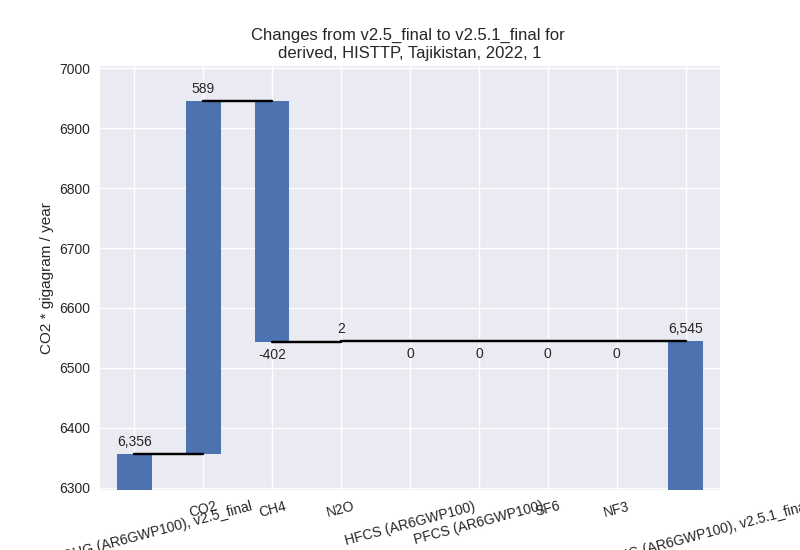 Changes from v2.5_final to v2.5.1_final for
derived, HISTTP, Tajikistan, 2022, 1
CO2 * gigagram / year
7000
6900
6800
6700
6600
6500
6400
6300
6,356
589
-402
2
0
0
0
0
6,545
(AR6GWP100), v2.5_final
CO2
CH4
N2O
HFCS (AR6GWP100)
PFCS (AR6GWP100)
SF6
NF3
(AR6GWP100), v2.5.1_fina